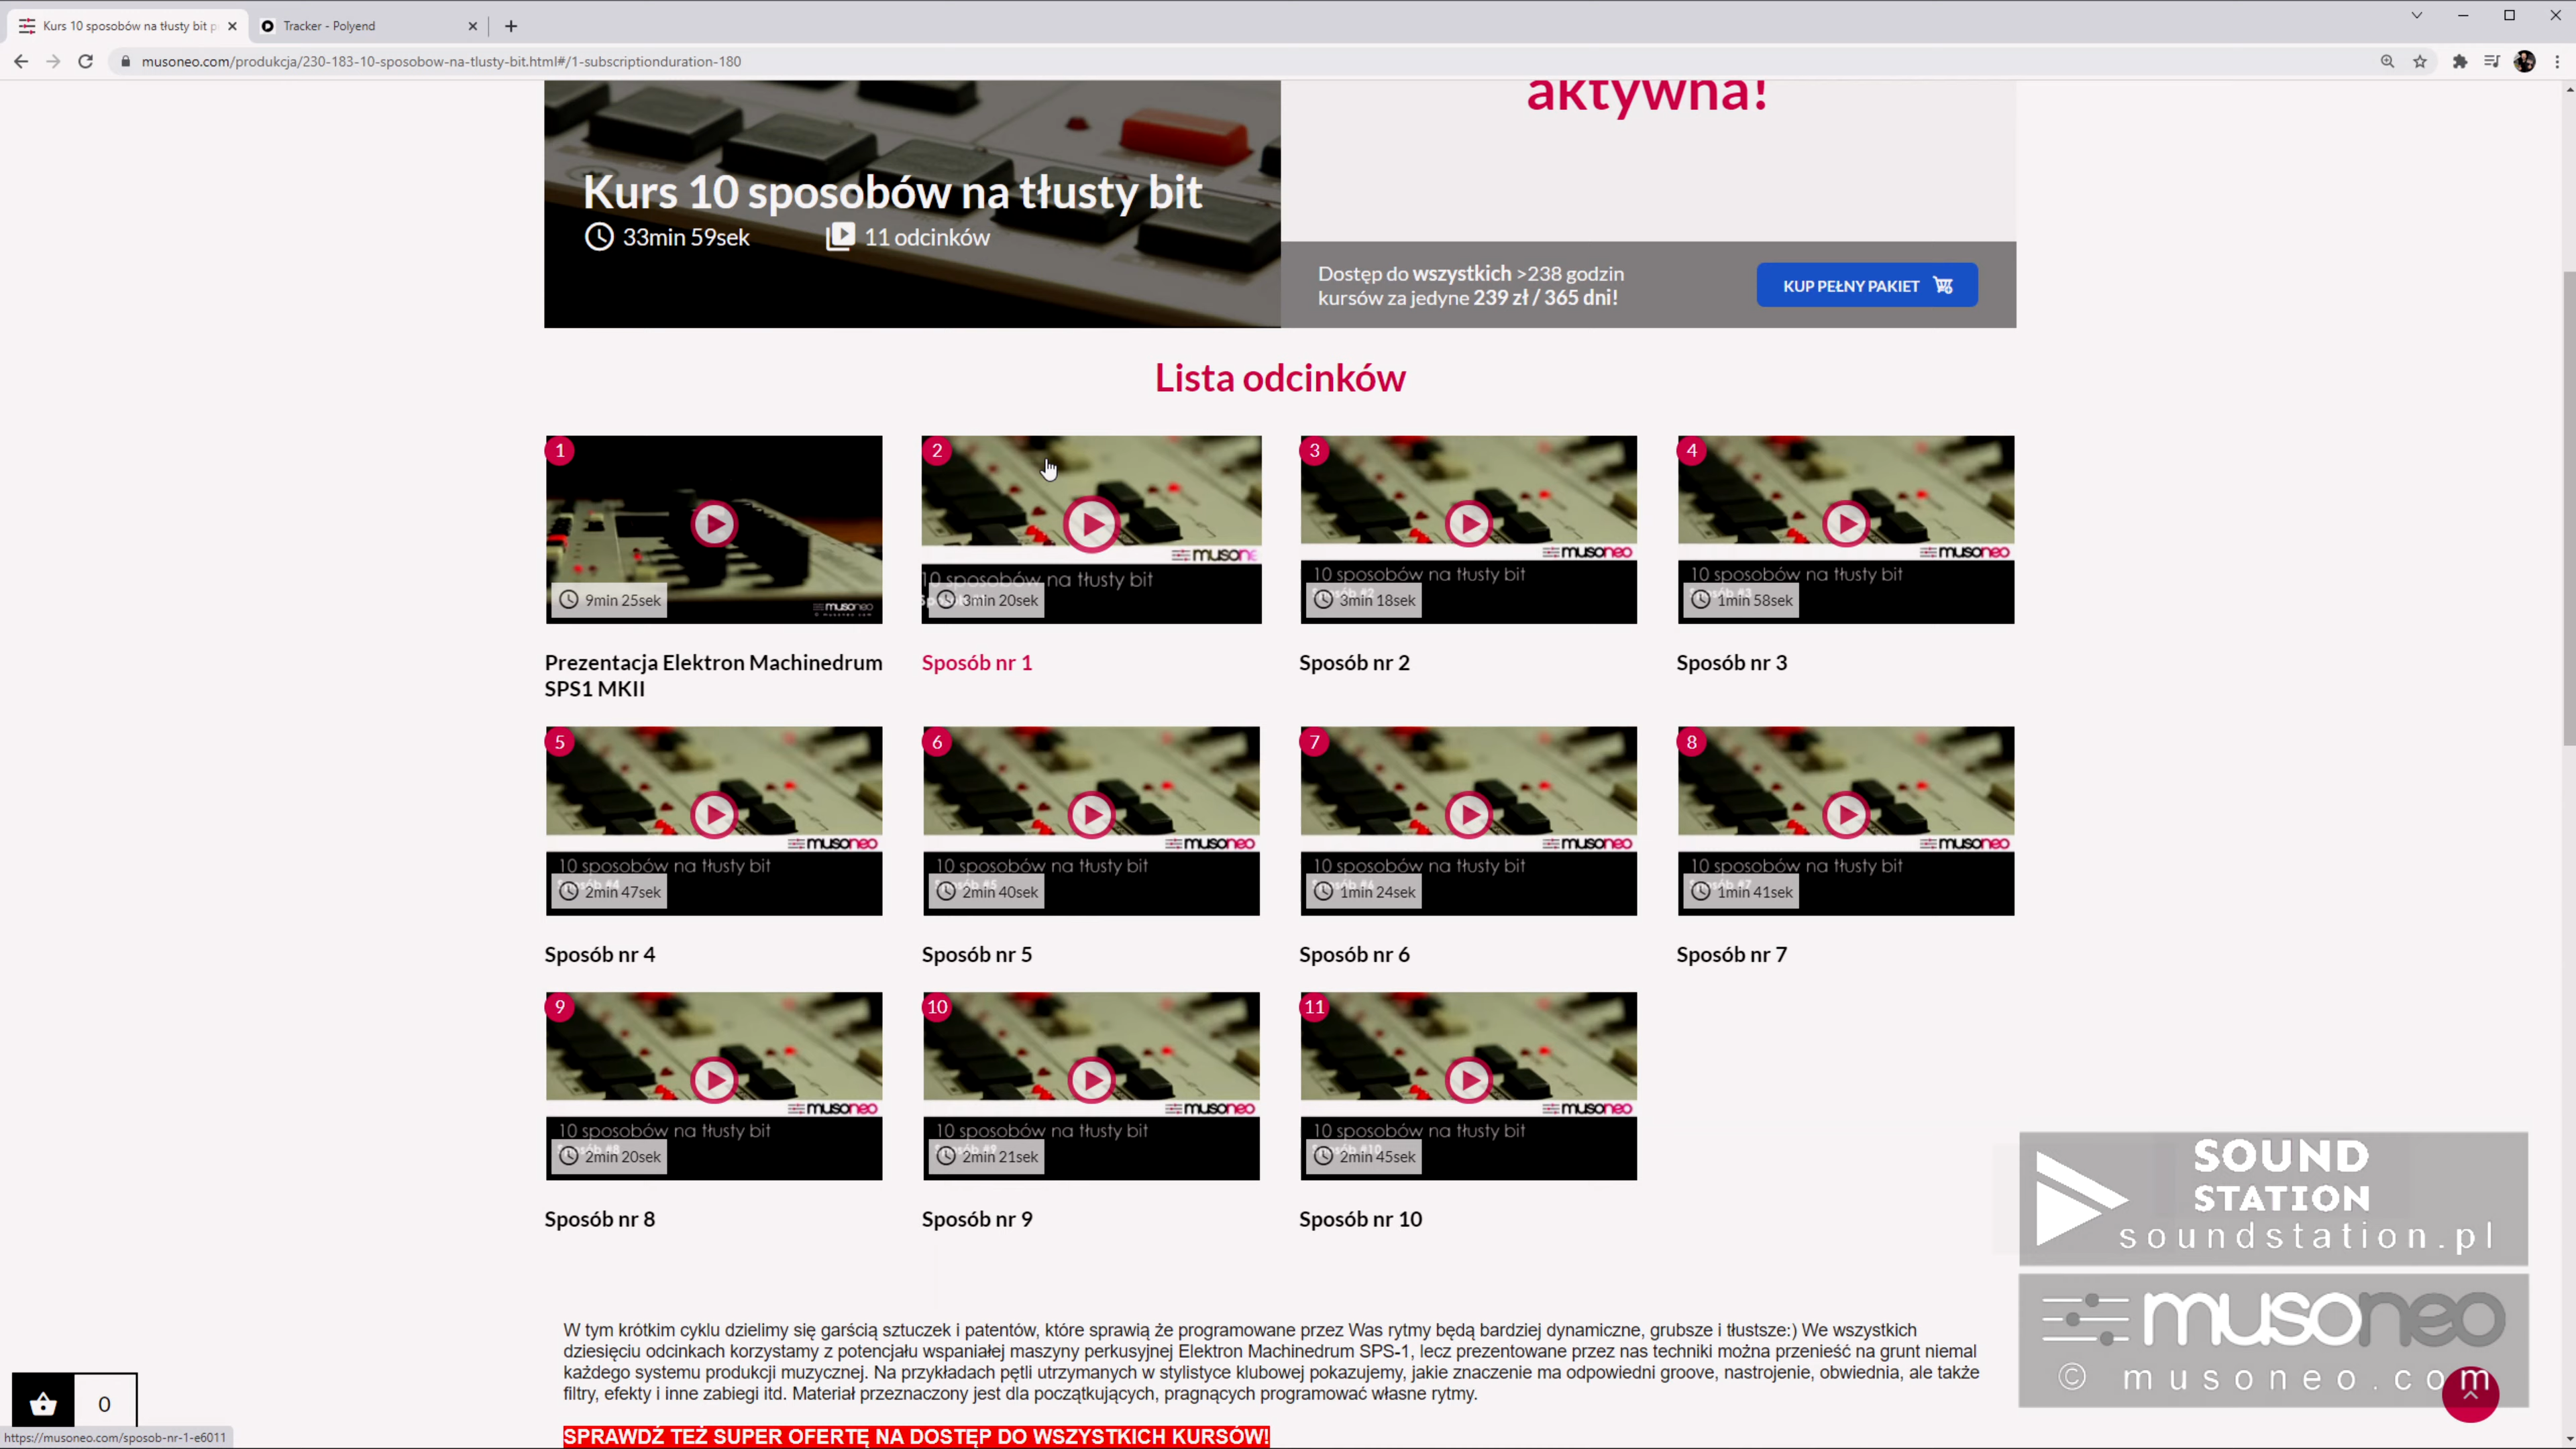 Kurs 10 sposobów na tłusty bit p
Tracker - Polyend
musoneo.com/produkcja/230-183-10-sposobow-na-tlusty-bit.html#/1-subscriptionduration-180
aktywna!
Kurs 10 sposobów na tłusty bit
33min 59sek
11 odcinków
Dostęp do wszystkich >238 godzin
kursów za jedyne 239 zł / 365 dni!
KUP PEŁNY PAKIET
Lista odcinków
1
9min 25sek
musoneo
Prezentacja Elektron Machinedrum
SPS1 MKII
2
musone
10 sposobów na tłusty bit
3min 20sek
Sposób nr 1
3
musoneo
10 sposobów na tłusty bit
3min 18sek
Sposób nr 2
4
musoneo
10 sposobów na tłusty bit
1min 58sek
Sposób nr 3
5
musoneo
10 sposobów na tłusty bit
2min 47sek
Sposób nr 4
6
musoneo
10 sposobów na tłusty bit
2min 40sek
Sposób nr 5
7
musoneo
10 sposobów na tłusty bit
1min 24sek
Sposób nr 6
8
musoneo
10 sposobów na tłusty bit
1min 41sek
Sposób nr 7
9
musoneo
10 sposobów na tłusty bit
2min 20sek
Sposób nr 8
10
musoneo
10 sposobów na tłusty bit
2min 21sek
Sposób nr 9
11
musoneo
10 sposobów na tłusty bit
2min 45sek
Sposób nr 10
W tym krótkim cyklu dzielimy się garścią sztuczek i patentów, które sprawią że programowane przez Was rytmy będą bardziej dynamiczne, grubsze i tłustsze:) We wszystkich
dziesięciu odcinkach korzystamy z potencjału wspaniałej maszyny perkusyjnej Elektron Machinedrum SPS-1, lecz prezentowane przez nas techniki można przenieść na grunt niemal
każdego systemu produkcji muzycznej. Na przykładach pętli utrzymanych w stylistyce klubowej pokazujemy, jakie znaczenie ma odpowiedni groove, nastrojenie, obwiednia, ale także
filtry, efekty i inne zabiegi itd. Materiał przeznaczony jest dla początkujących, pragnących programować własne rytmy.
SPRAWDŹ TEŻ SUPER OFERTĘ NA DOSTĘP DO WSZYSTKICH KURSÓW!
0
https://musoneo.com/sposob-nr-1-e6011
SOUND
STATION
soundstation.pl
musoneo
© musoneo.com